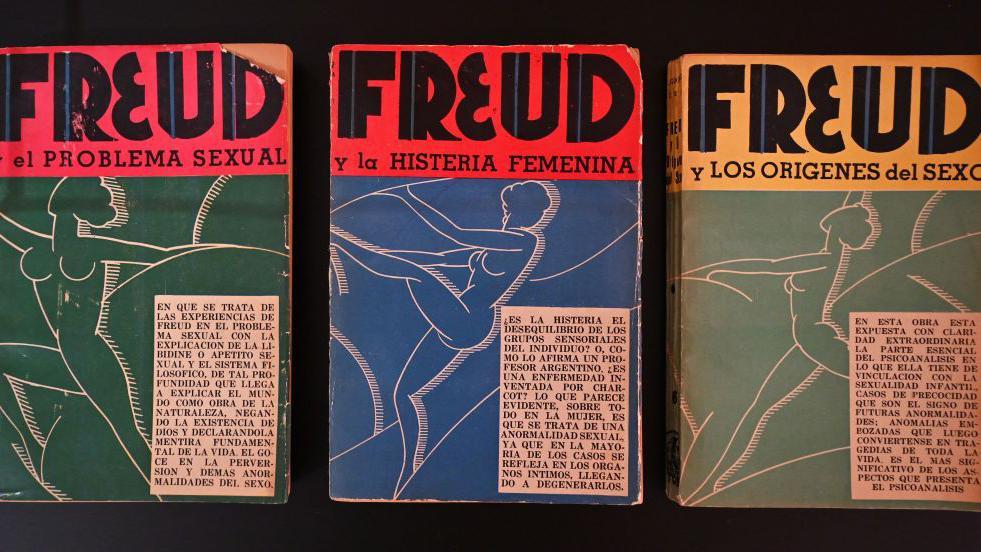 FREUD
y el PROBLEMA SEXUAL
EN QUE SE TRATA DE
LAS EXPERIENCIAS DE
FREUD EN EL PROBLE-
MA SEXUAL CON LA
EXPLICACION DE LA LI-
BIDINE O APETITO SE-
XUAL Y EL SISTEMA FI-
LOSOFICO, DE TAL PRO-
FUNDIDAD QUE LLEGA
A EXPLICAR EL MUN-
DO COMO OBRA DE LA
NATURALEZA, NEGAN-
DO LA EXISTENCIA DE
DIOS Y DECLARANDOLA
MENTIRA FUNDAMEN-
TAL DE LA VIDA. EL GO-
CE EN LA PERVER-
SION Y DEMAS ANOR-
MALIDADES DEL SEXO.
FREUD
y la HISTERIA FEMENINA
¿ES LA HISTERIA EL
DESEQUILIBRIO DE LOS
GRUPOS SENSORIALES
DEL INDIVIDUO? O, CO-
MO LO AFIRMA UN PRO-
FESOR ARGENTINO, ¿ES
UNA ENFERMEDAD IN-
VENTADA POR CHAR-
COT? LO QUE PARECE
EVIDENTE, SOBRE TO-
DO EN LA MUJER, ES
QUE SE TRATA DE UNA
ANORMALIDAD SEXUAL,
YA QUE EN LA MAYO-
RIA DE LOS CASOS SE
REFLEJA EN LOS ORGA-
NOS INTIMOS, LLEGAN-
DO A DEGENERARLOS.
FREUD
y LOS ORIGENES del SEXO
EN ESTA OBRA ESTA
EXPUESTA CON CLARI-
DAD EXTRAORDINARIA
LA PARTE ESENCIAL
DEL PSICOANALISIS EN
LO QUE ELLA TIENE DE
VINCULACION CON LA
SEXUALIDAD INFANTIL,
CASOS DE PRECOCIDAD
QUE SON EL SIGNO DE
FUTURAS ANORMALIDA-
DES; ANOMALIAS EM-
BOZADAS QUE LUEGO
CONVIERTENSE EN TRA-
GEDIAS DE TODA LA
VIDA. ES EL MAS SIG-
NIFICATIVO DE LOS AS-
PECTOS QUE PRESENTA
EL PSICOANALISIS